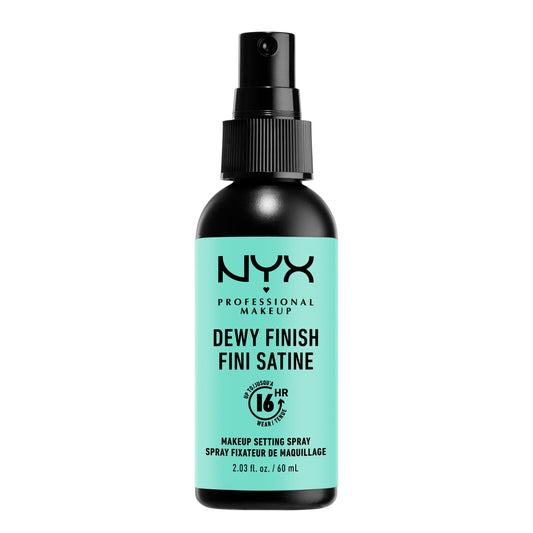 NYX
PROFESSIONAL
MAKEUP
DEWY FINISH
FINI SATINE
UP TO / JUSQU'A
16 HR
WEAR / TENUE
MAKEUP SETTING SPRAY
SPRAY FIXATEUR DE MAQUILLAGE
2.03 fl. oz. / 60 mL